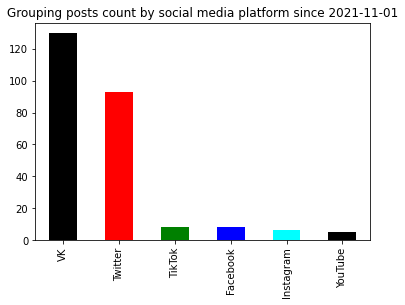 Grouping posts count by social media platform since 2021-11-01
120
100
80
60
40
20
0
VK
Twitter
TikTok
Facebook
Instagram
YouTube